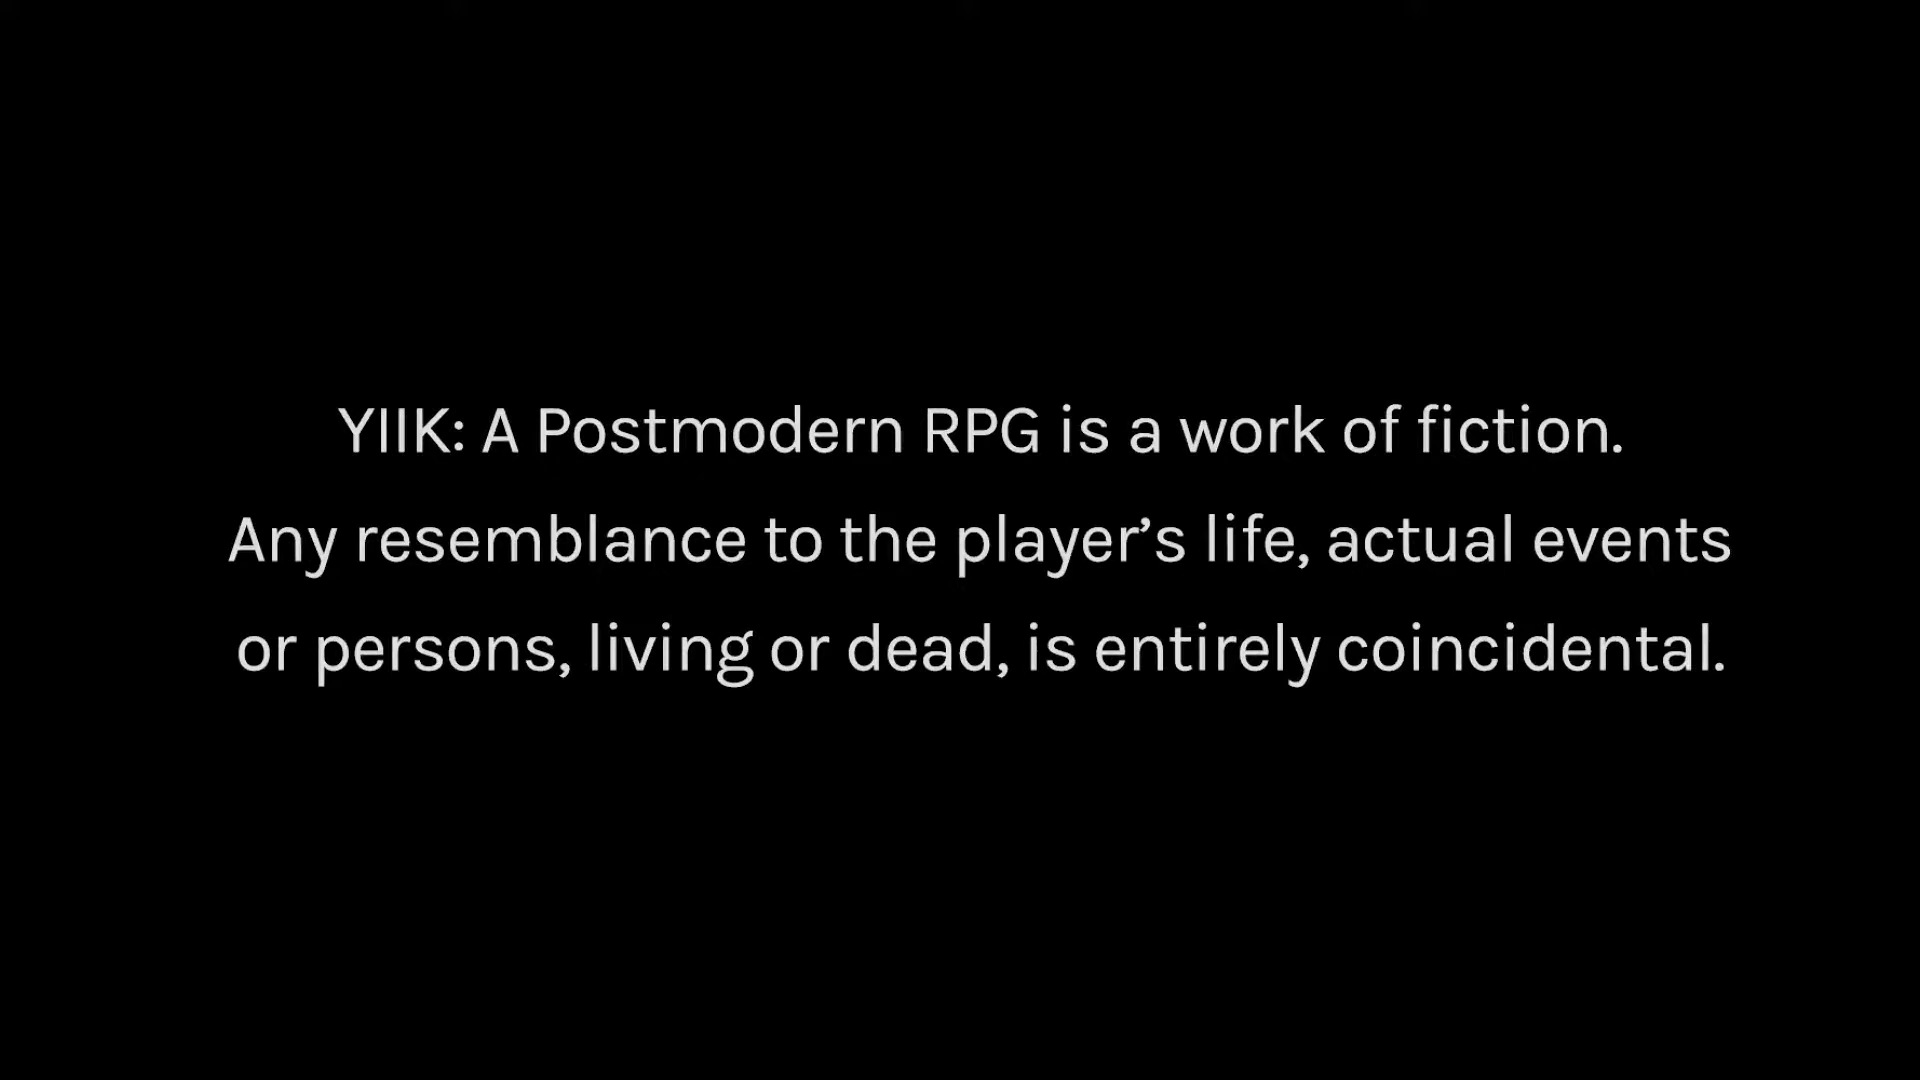 YIIK: A Postmodern RPG is a work of fiction.
Any resemblance to the player’s life, actual events
or persons, living or dead, is entirely coincidental.